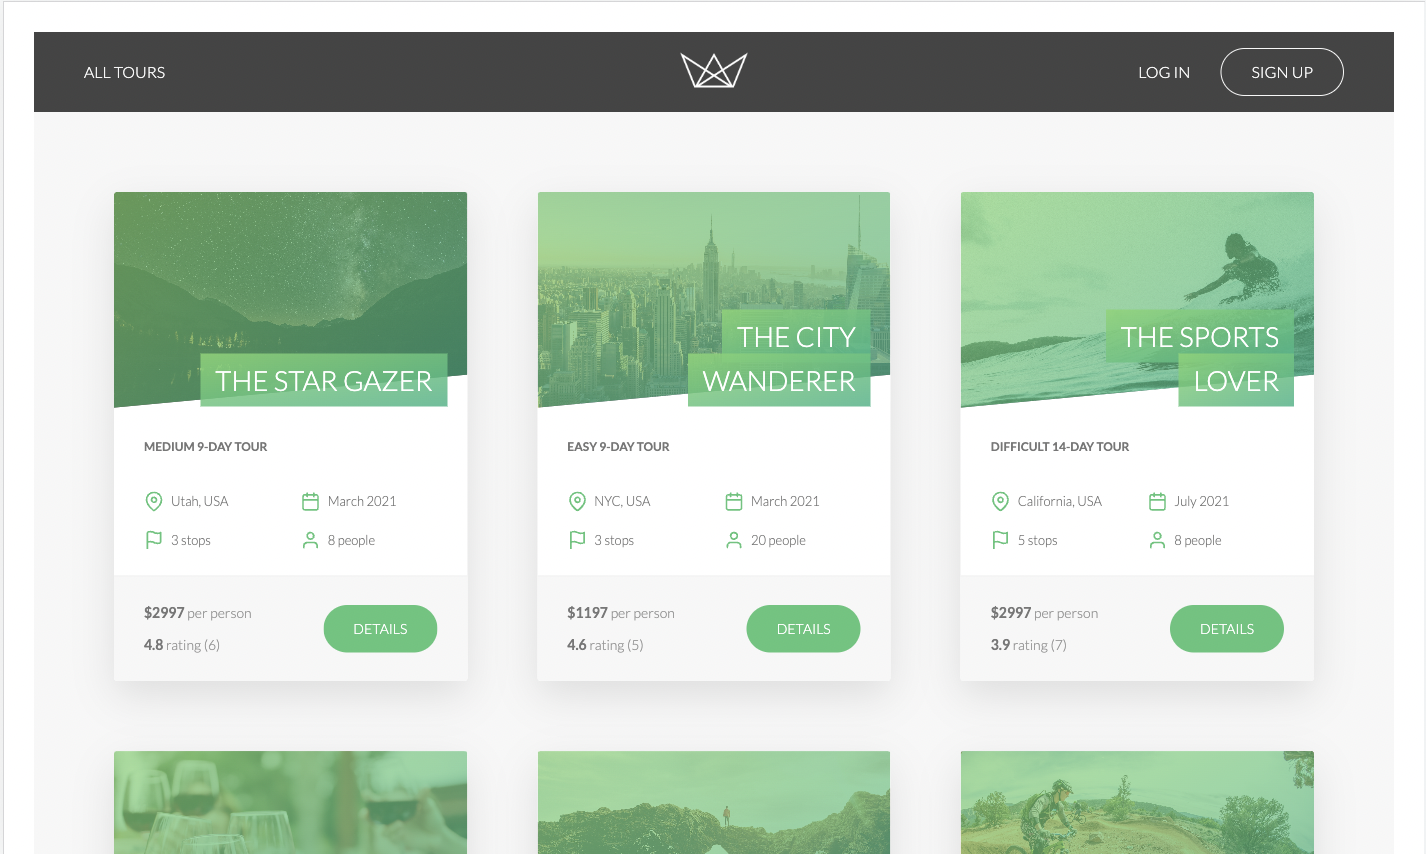 ALL TOURS
LOG IN
SIGN UP
THE STAR GAZER
MEDIUM 9-DAY TOUR
Utah, USA
March 2021
3 stops
8 people
$2997 per person
4.8 rating (6)
DETAILS
THE CITY
WANDERER
EASY 9-DAY TOUR
NYC, USA
March 2021
3 stops
20 people
$1197 per person
4.6 rating (5)
DETAILS
THE SPORTS
LOVER
DIFFICULT 14-DAY TOUR
California, USA
July 2021
5 stops
8 people
$2997 per person
3.9 rating (7)
DETAILS